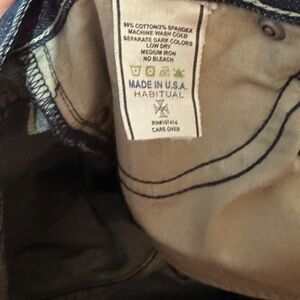 98% COTTON/2% SPANDEX
MACHINE WASH COLD
SEPARATE DARK COLORS
LOW DRY
MEDIUM IRON
NO BLEACH
MADE IN U.S.A.
HABITUAL
CARE OVER